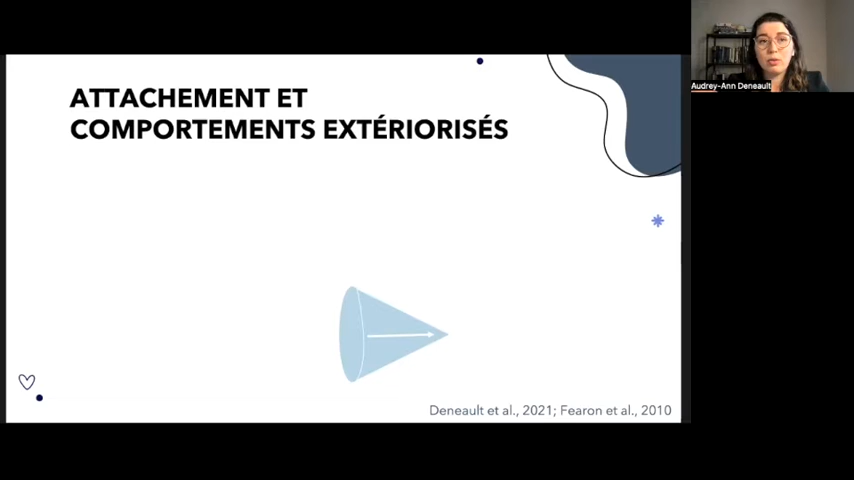 ATTACHEMENT ET
COMPORTEMENTS EXTÉRIORISÉS
Deneault et al., 2021; Fearon et al., 2010
Audrey-Ann Deneault